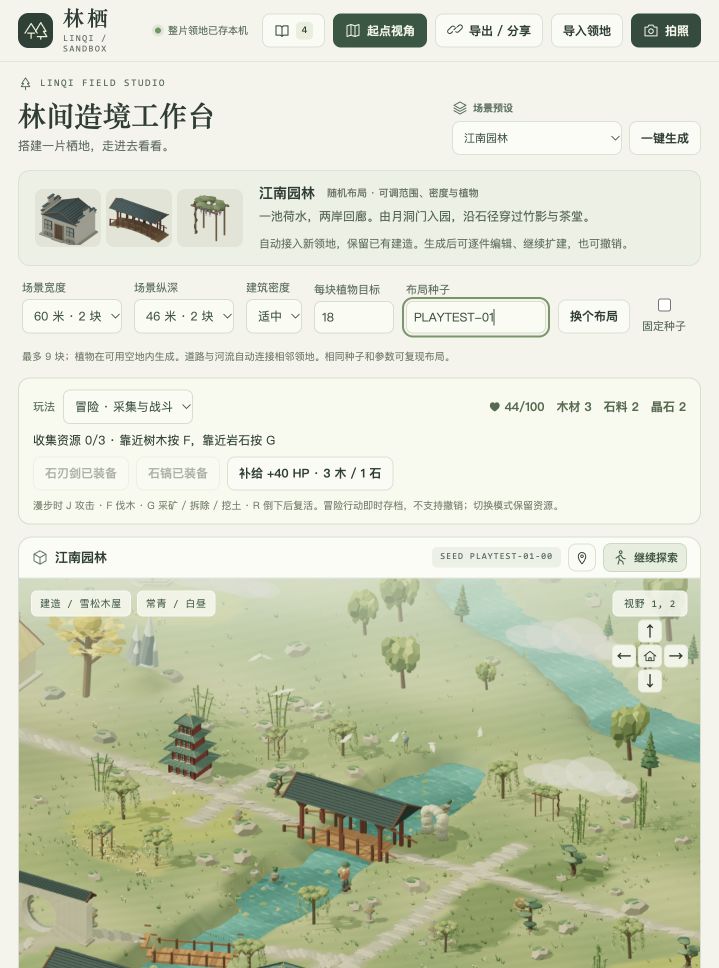 林栖
LINQI /
SANDBOX
整片领地已存本机
4
起点视角
导出 / 分享
导入领地
拍照
LINQI FIELD STUDIO
林间造境工作台
搭建一片栖地，走进去看看。
场景预设
江南园林
一键生成
江南园林 随机布局 · 可调范围、密度与植物
一池荷水，两岸回廊。由月洞门入园，沿石径穿过竹影与茶堂。
自动接入新领地，保留已有建造。生成后可逐件编辑、继续扩建，也可撤销。
场景宽度 场景纵深 建筑密度 每块植物目标 布局种子
60 米 · 2 块 46 米 · 2 块 适中 18 PLAYTEST-01 换个布局
固定种子
最多 9 块；植物在可用空地内生成。道路与河流自动连接相邻领地。相同种子和参数可复现布局。
玩法 冒险 · 采集与战斗 ♥ 44/100 木材 3 石料 2 晶石 2
收集资源 0/3 · 靠近树木按 F，靠近岩石按 G
石刃剑已装备 石镐已装备 补给 +40 HP · 3 木 / 1 石
漫步时 J 攻击 · F 伐木 · G 采矿 / 拆除 / 挖土 · R 倒下后复活。冒险行动即时存档，不支持撤销；切换模式保留资源。
江南园林 SEED PLAYTEST-01-00 继续探索
建造 / 雪松木屋 常青 / 白昼 视野 1, 2
↑
← →
↓